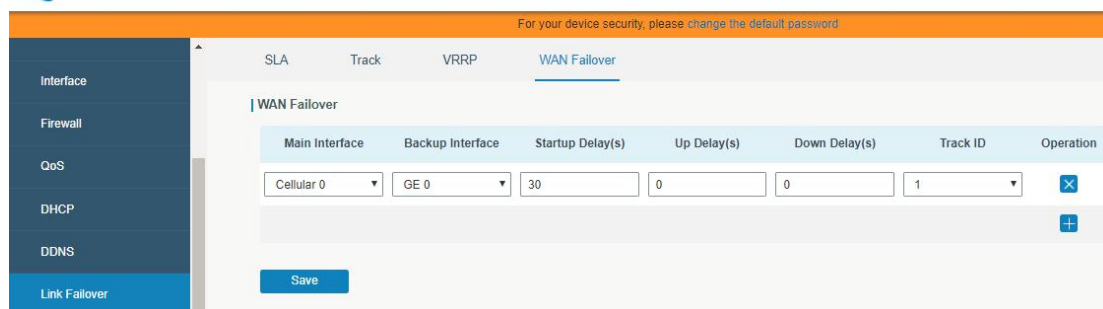 For your device security, please change the default password
SLA Track VRRP WAN Failover
Interface
WAN Failover
Firewall
Main Interface Backup Interface Startup Delay(s) Up Delay(s) Down Delay(s) Track ID Operation
QoS
Cellular 0 GE 0 30 0 0 1
DHCP
DDNS
Save
Link Failover